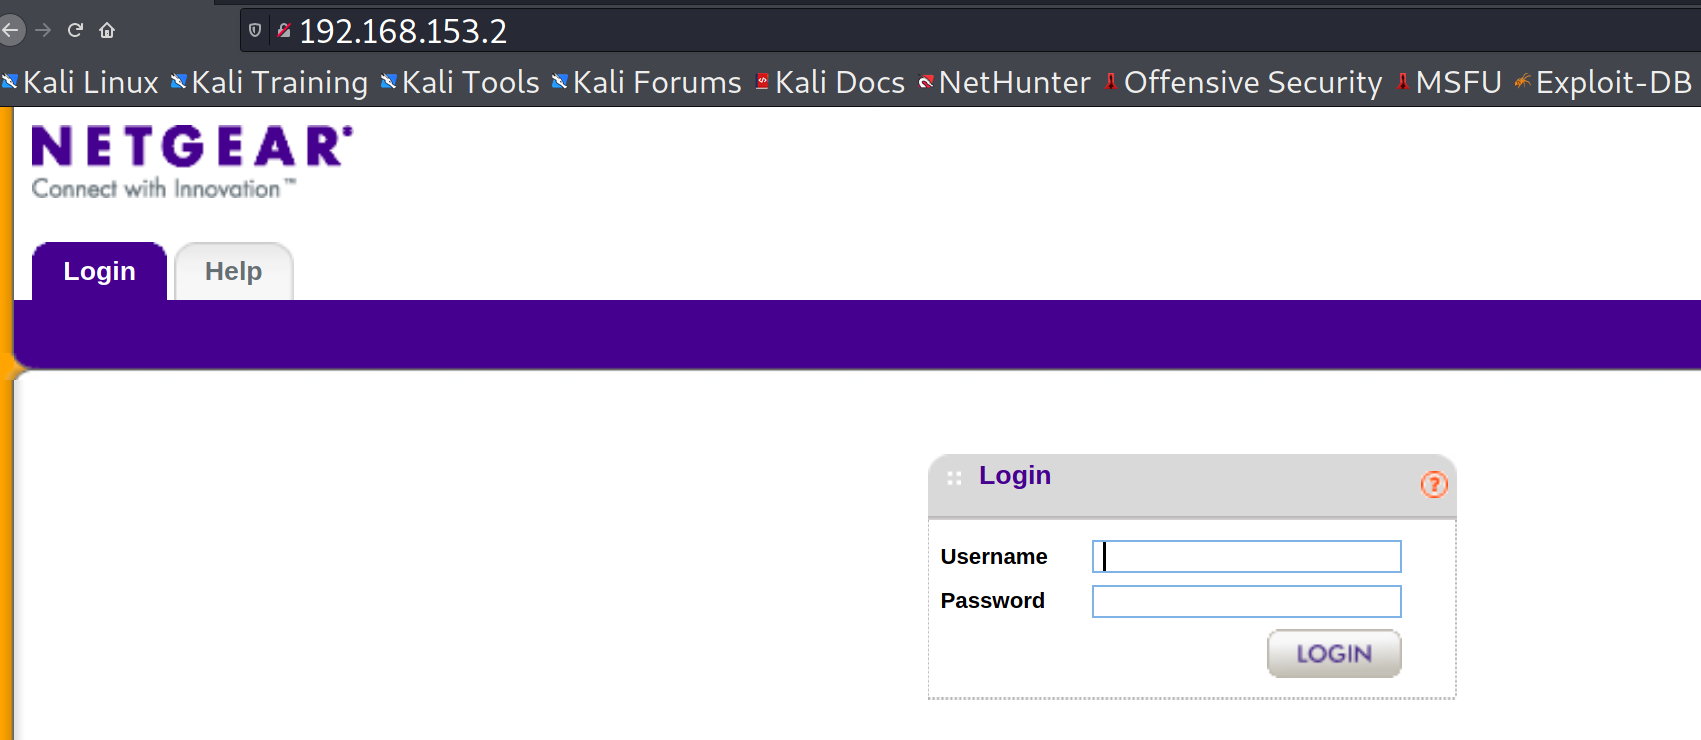 192.168.153.2
Kali Linux Kali Training Kali Tools Kali Forums Kali Docs NetHunter Offensive Security MSFU Exploit-DB
NETGEAR®
Connect with Innovation™
Login Help
Login ?
Username
Password
LOGIN